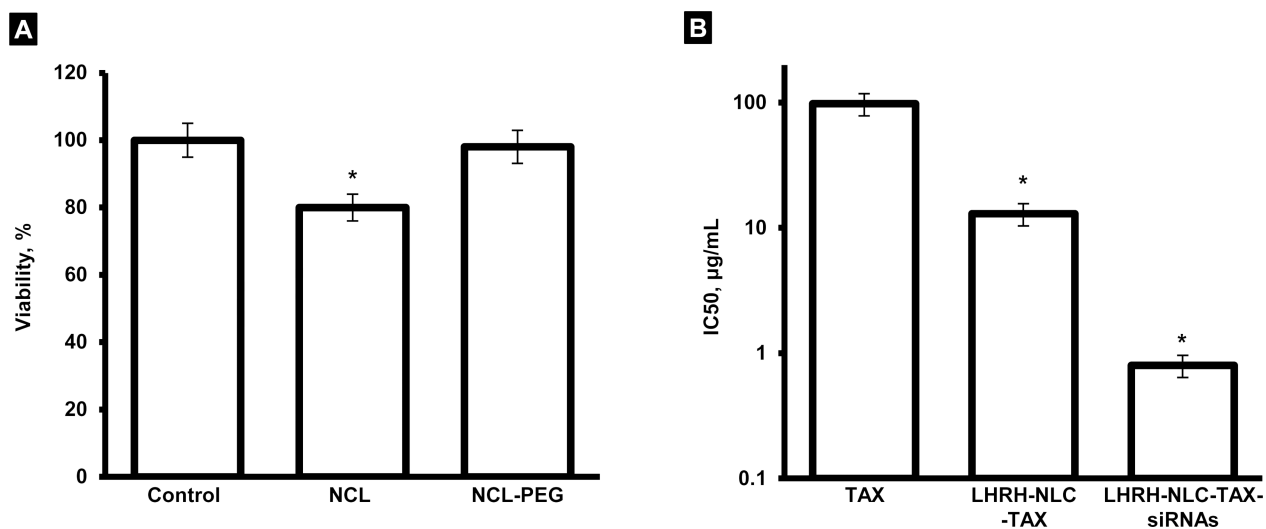 A
120
100
80
60
40
20
0
Viability, %
*
Control
NCL
NCL-PEG
B
100
10
1
0.1
IC50, µg/mL
*
*
TAX
LHRH-NLC
-TAX
LHRH-NLC-TAX-
siRNAs